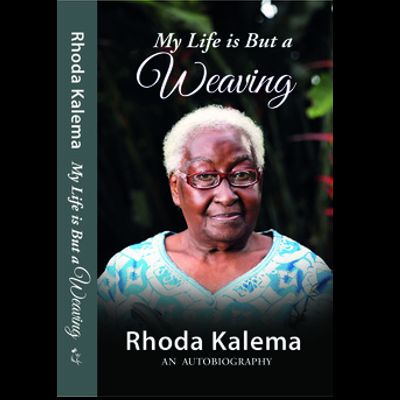 My Life is But a
Weaving
Rhoda Kalema
AN AUTOBIOGRAPHY
Rhoda Kalema My Life is But a Weaving